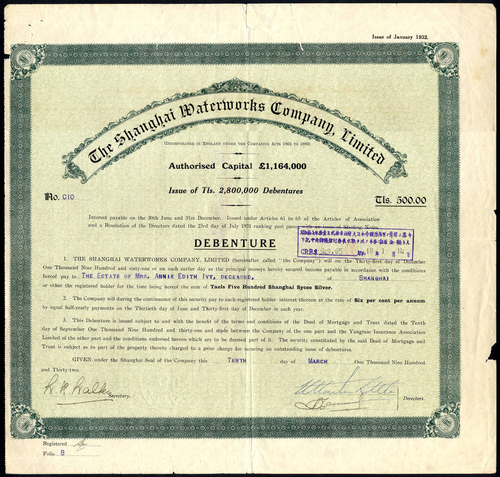 Issue of January 1932.
The Shanghai Waterworks Company, Limited
(Incorporated in England under the Companies Acts 1862 to 1880)
Authorised Capital £1,164,000
Issue of Tls. 2,800,000 Debentures
No. C10
Tls. 500.00
Interest payable on the 30th June and 31st December. Issued under Articles 61 to 65 of the Articles of Association
and a Resolution of the Directors dated the 23rd of July 1931 ranking pari passu with an issue of Sterling Notes.
DEBENTURE
CRB$
1. THE SHANGHAI WATERWORKS COMPANY, LIMITED (hereinafter called "the Company") will on the Thirty-first day of December
One Thousand Nine Hundred and sixty-one or on such earlier day as the principal moneys hereby secured become payable in accordance with the conditions
hereof pay to THE ESTATE OF MRS. ANNIE EDITH IVY, DECEASED, of SHANGHAI
or other the registered holder for the time being hereof the sum of Taels Five Hundred Shanghai Sycee Silver.
2. The Company will during the continuance of this security pay to such registered holder interest thereon at the rate of Six per cent per annum
by equal half-yearly payments on the Thirtieth day of June and Thirty-first day of December in each year.
3. This Debenture is issued subject to and with the benefit of the terms and conditions of the Deed of Mortgage and Trust dated the Tenth
day of September One Thousand Nine Hundred and thirty-one and made between the Company of the one part and the Yangtsze Insurance Association
Limited of the other part and the conditions endorsed hereon which are to be deemed part of it. The security constituted by the said Deed of Mortgage and
Trust is subject as to part of the property thereby charged to a prior charge for securing an outstanding issue of debentures.
GIVEN under the Shanghai Seal of the Company this TENTH day of MARCH One Thousand Nine Hundred
and Thirty-two.
Secretary.
Directors.
Registered
Folio 8